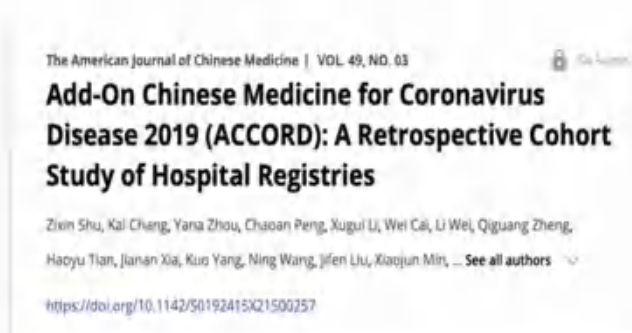 The American Journal of Chinese Medicine | VOL. 49, NO. 03
Add-On Chinese Medicine for Coronavirus
Disease 2019 (ACCORD): A Retrospective Cohort
Study of Hospital Registries
Zixin Shu, Kai Chang, Yana Zhou, Chaoan Peng, Xugui Li, Wei Cai, Li Wei, Qiguang Zheng,
Haoyu Tian, Jianan Xia, Kuo Yang, Ning Wang, Jifen Liu, Xiaojun Min, ... See all authors
https://doi.org/10.1142/S0192415X21500257